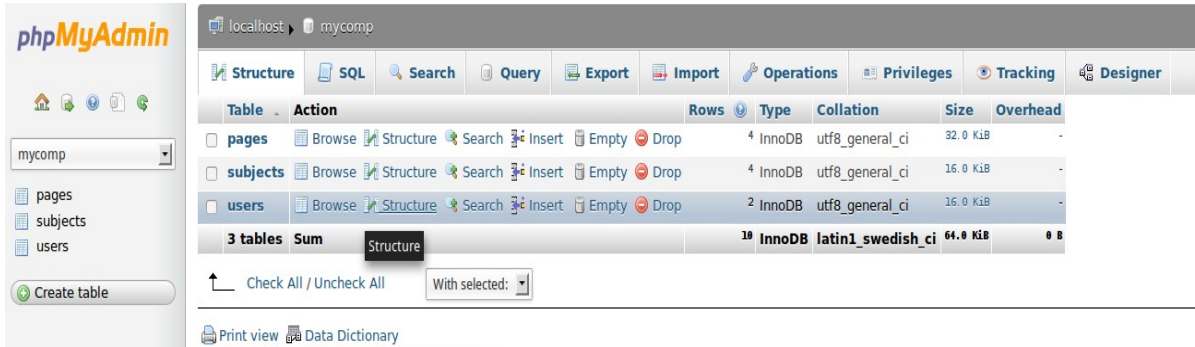 phpMyAdmin
localhost mycomp
Structure SQL Search Query Export Import Operations Privileges Tracking Designer
Table Action Rows Type Collation Size Overhead
pages Browse Structure Search Insert Empty Drop 4 InnoDB utf8_general_ci 32.0 KiB -
subjects Browse Structure Search Insert Empty Drop 4 InnoDB utf8_general_ci 16.0 KiB -
users Browse Structure Search Insert Empty Drop 2 InnoDB utf8_general_ci 16.0 KiB -
3 tables Sum 10 InnoDB latin1_swedish_ci 64.0 KiB 0 B
Structure
Check All / Uncheck All With selected:
Print view Data Dictionary
mycomp
pages
subjects
users
Create table